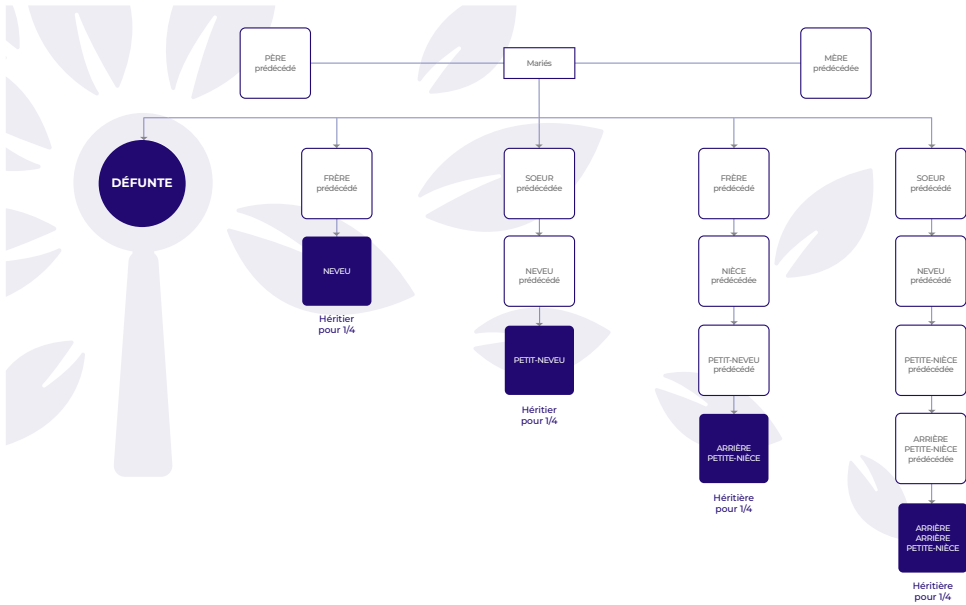 PÈRE
prédécédé
Mariés
MÈRE
prédécédée
DÉFUNTE
FRÈRE
prédécédé
SOEUR
prédécédée
FRÈRE
prédécédé
SOEUR
prédécédé
NEVEU
Héritier
pour 1/4
NEVEU
prédécédé
NIÈCE
prédécédée
NEVEU
prédécédé
PETIT-NEVEU
Héritier
pour 1/4
PETIT-NEVEU
prédécédé
PETITE-NIÈCE
prédécédée
ARRIÈRE
PETITE-NIÈCE
Héritière
pour 1/4
ARRIÈRE
PETITE-NIÈCE
prédécédée
ARRIÈRE
ARRIÈRE
PETITE-NIÈCE
Héritière
pour 1/4